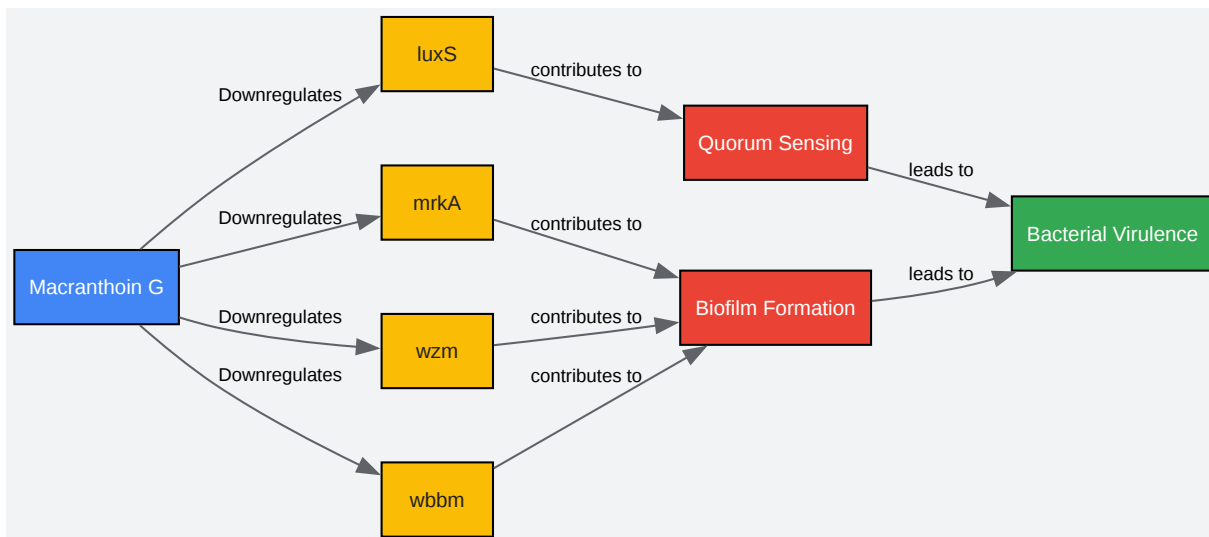 luxS
contributes to
Downregulates
Quorum Sensing
leads to
mrkA
Downregulates
contributes to
Bacterial Virulence
Macranthoin G
leads to
Biofilm Formation
Downregulates
contributes to
wzm
Downregulates
contributes to
wbbm